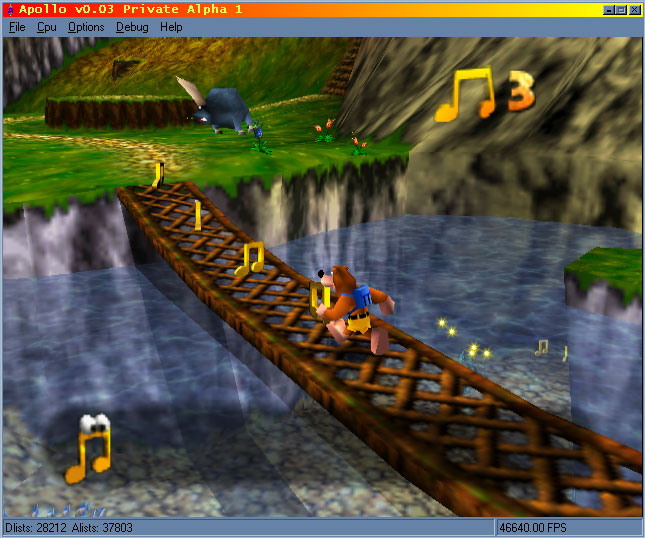 Apollo v0.03 Private Alpha 1
File Cpu Options Debug Help
3
Dlists: 28212 Alists: 37803
46640.00 FPS